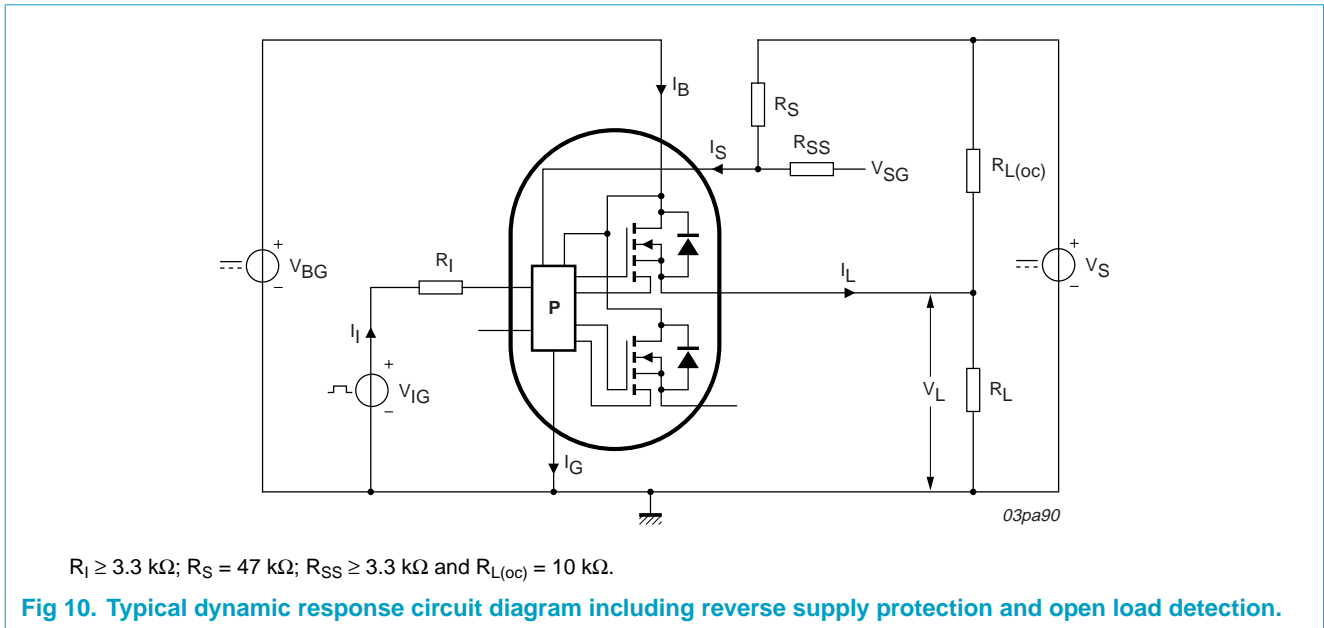 I_B
R_S
I_S
R_SS
V_SG
R_L(oc)
V_BG
R_I
P
I_L
V_S
I_I
V_IG
V_L
R_L
I_G
03pa90
R_I ≥ 3.3 kΩ; R_S = 47 kΩ; R_SS ≥ 3.3 kΩ and R_L(oc) = 10 kΩ.
Fig 10. Typical dynamic response circuit diagram including reverse supply protection and open load detection.